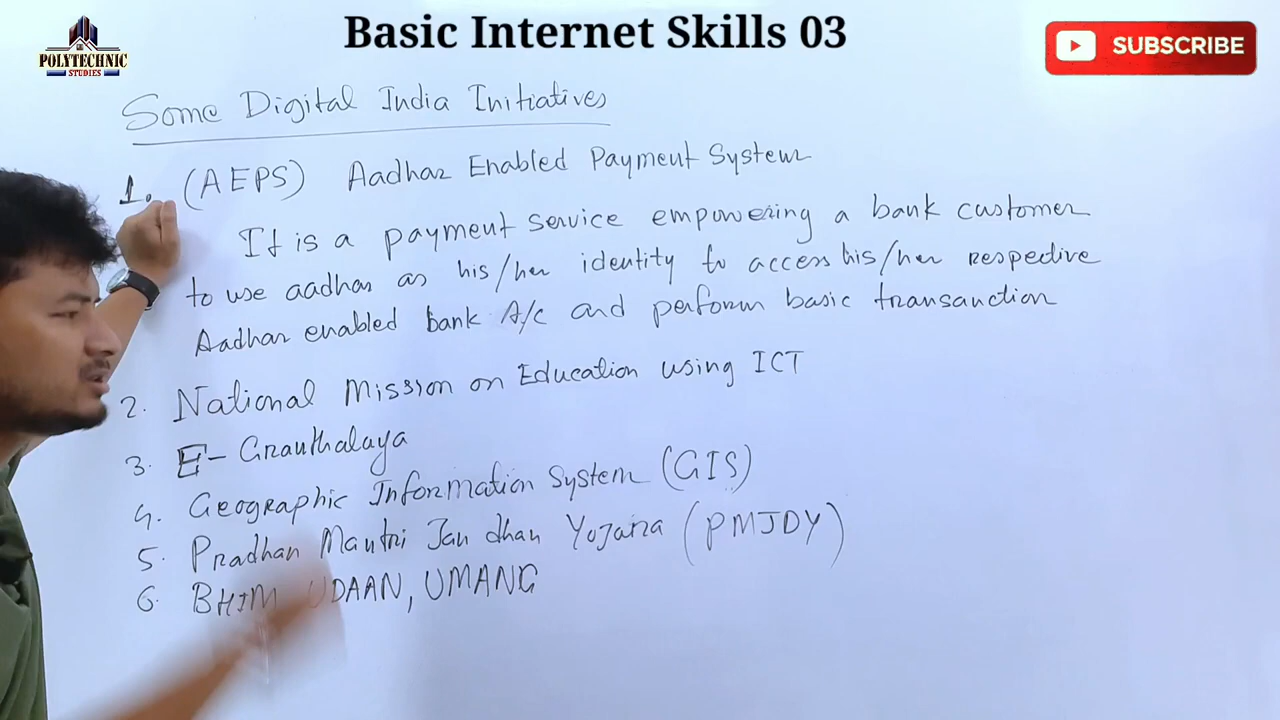 Basic Internet Skills 03
POLYTECHNIC
STUDIES
SUBSCRIBE
Some Digital India Initiatives
1. (AEPS) Aadhar Enabled Payment System
It is a payment service empowering a bank customer
to use aadhar as his/her identity to access his/her respective
Aadhar enabled bank A/c and perform basic transanction
2. National Mission on Education using ICT
3. E-Granthalaya
4. Geographic Information System (GIS)
5. Pradhan Mantri Jan dhan Yojana (PMJDY)
6. BHIM UDAAN, UMANG